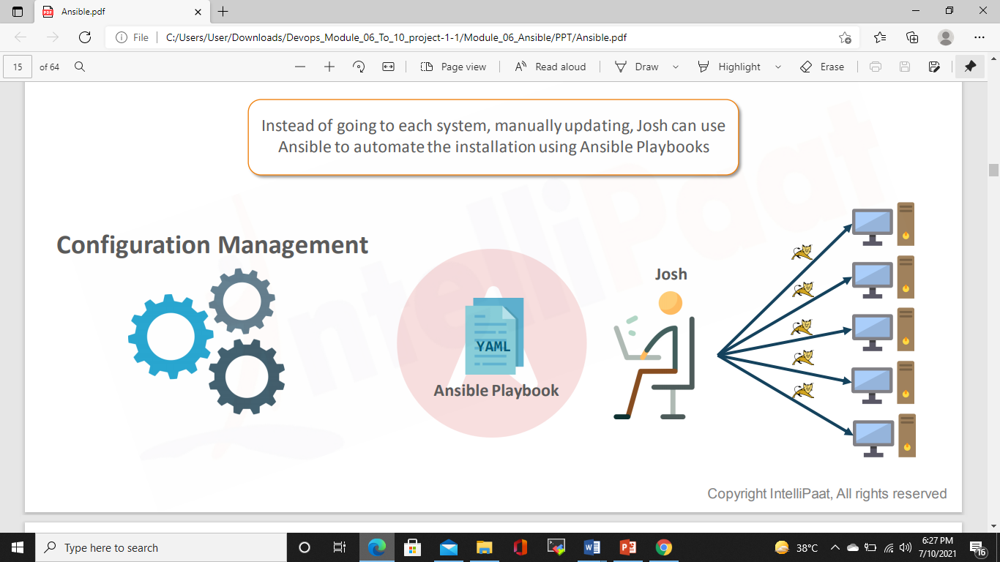 Ansible.pdf
File
C:/Users/User/Downloads/Devops_Module_06_To_10_project-1-1/Module_06_Ansible/PPT/Ansible.pdf
15 of 64
Page view
Read aloud
Draw
Highlight
Erase
Instead of going to each system, manually updating, Josh can use
Ansible to automate the installation using Ansible Playbooks
Configuration Management
Josh
YAML
Ansible Playbook
IntelliPaat
Copyright IntelliPaat, All rights reserved
Type here to search
38°C
6:27 PM
7/10/2021
16